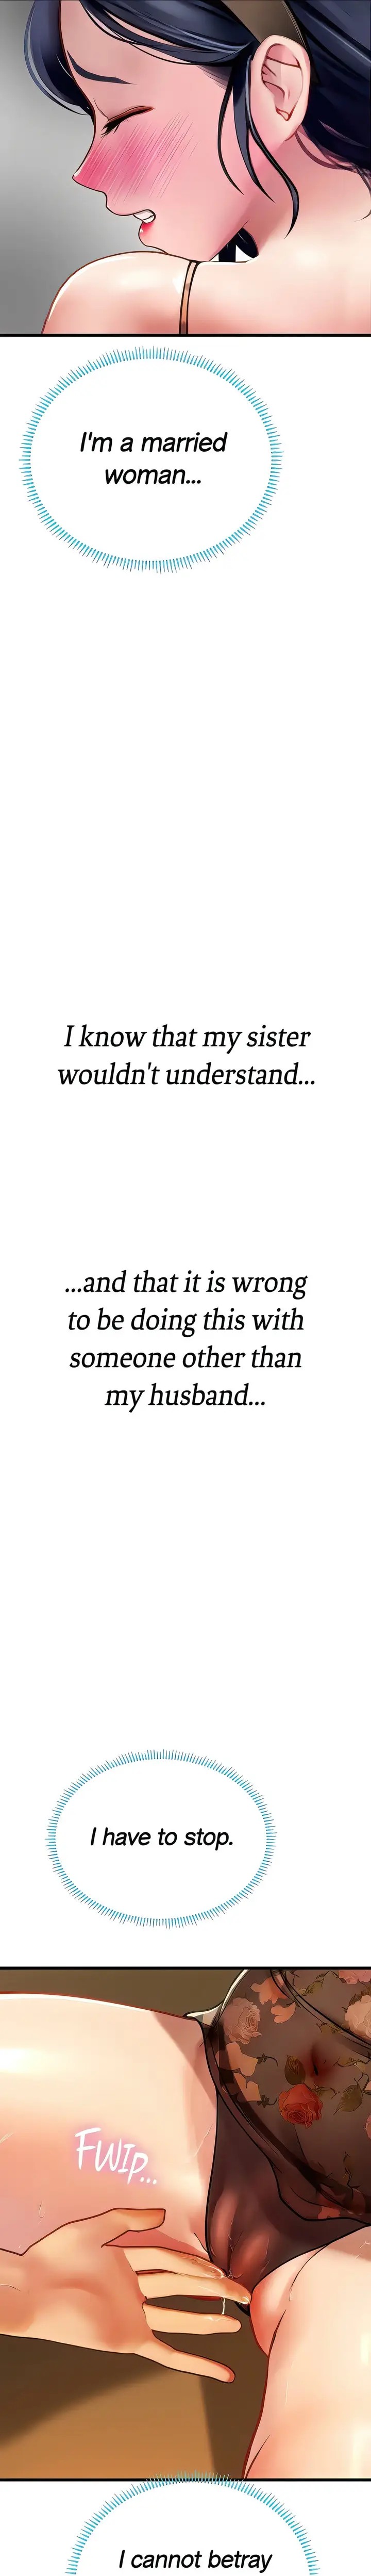 I'm a married
woman...
I know that my sister
wouldn't understand...
...and that it is wrong
to be doing this with
someone other than
my husband...
I have to stop.
FWIP...
I cannot betray